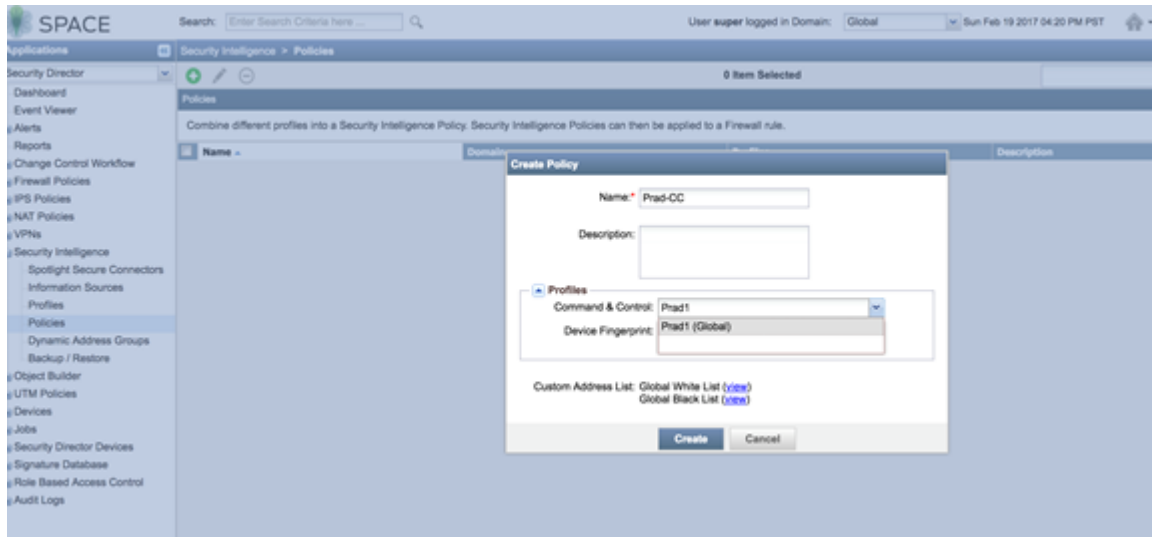 SPACE
Search: Enter Search Criteria here ...
User super logged in Domain: Global
Sun Feb 19 2017 04:20 PM PST
Applications
Security Intelligence > Policies
Security Director
0 Item Selected
Dashboard
Event Viewer
Alerts
Reports
Change Control Workflow
Firewall Policies
IPS Policies
NAT Policies
VPNs
Security Intelligence
Spotlight Secure Connectors
Information Sources
Profiles
Policies
Dynamic Address Groups
Backup / Restore
Object Builder
UTM Policies
Devices
Jobs
Security Director Devices
Signature Database
Role Based Access Control
Audit Logs
Policies
Combine different profiles into a Security Intelligence Policy. Security Intelligence Policies can then be applied to a Firewall rule.
Name Domain Profiles Description
Create Policy
Name:* Prad-CC
Description:
Profiles
Command & Control: Prad1
Device Fingerprint: Prad1 (Global)
Custom Address List: Global White List (view)
Global Black List (view)
Create Cancel